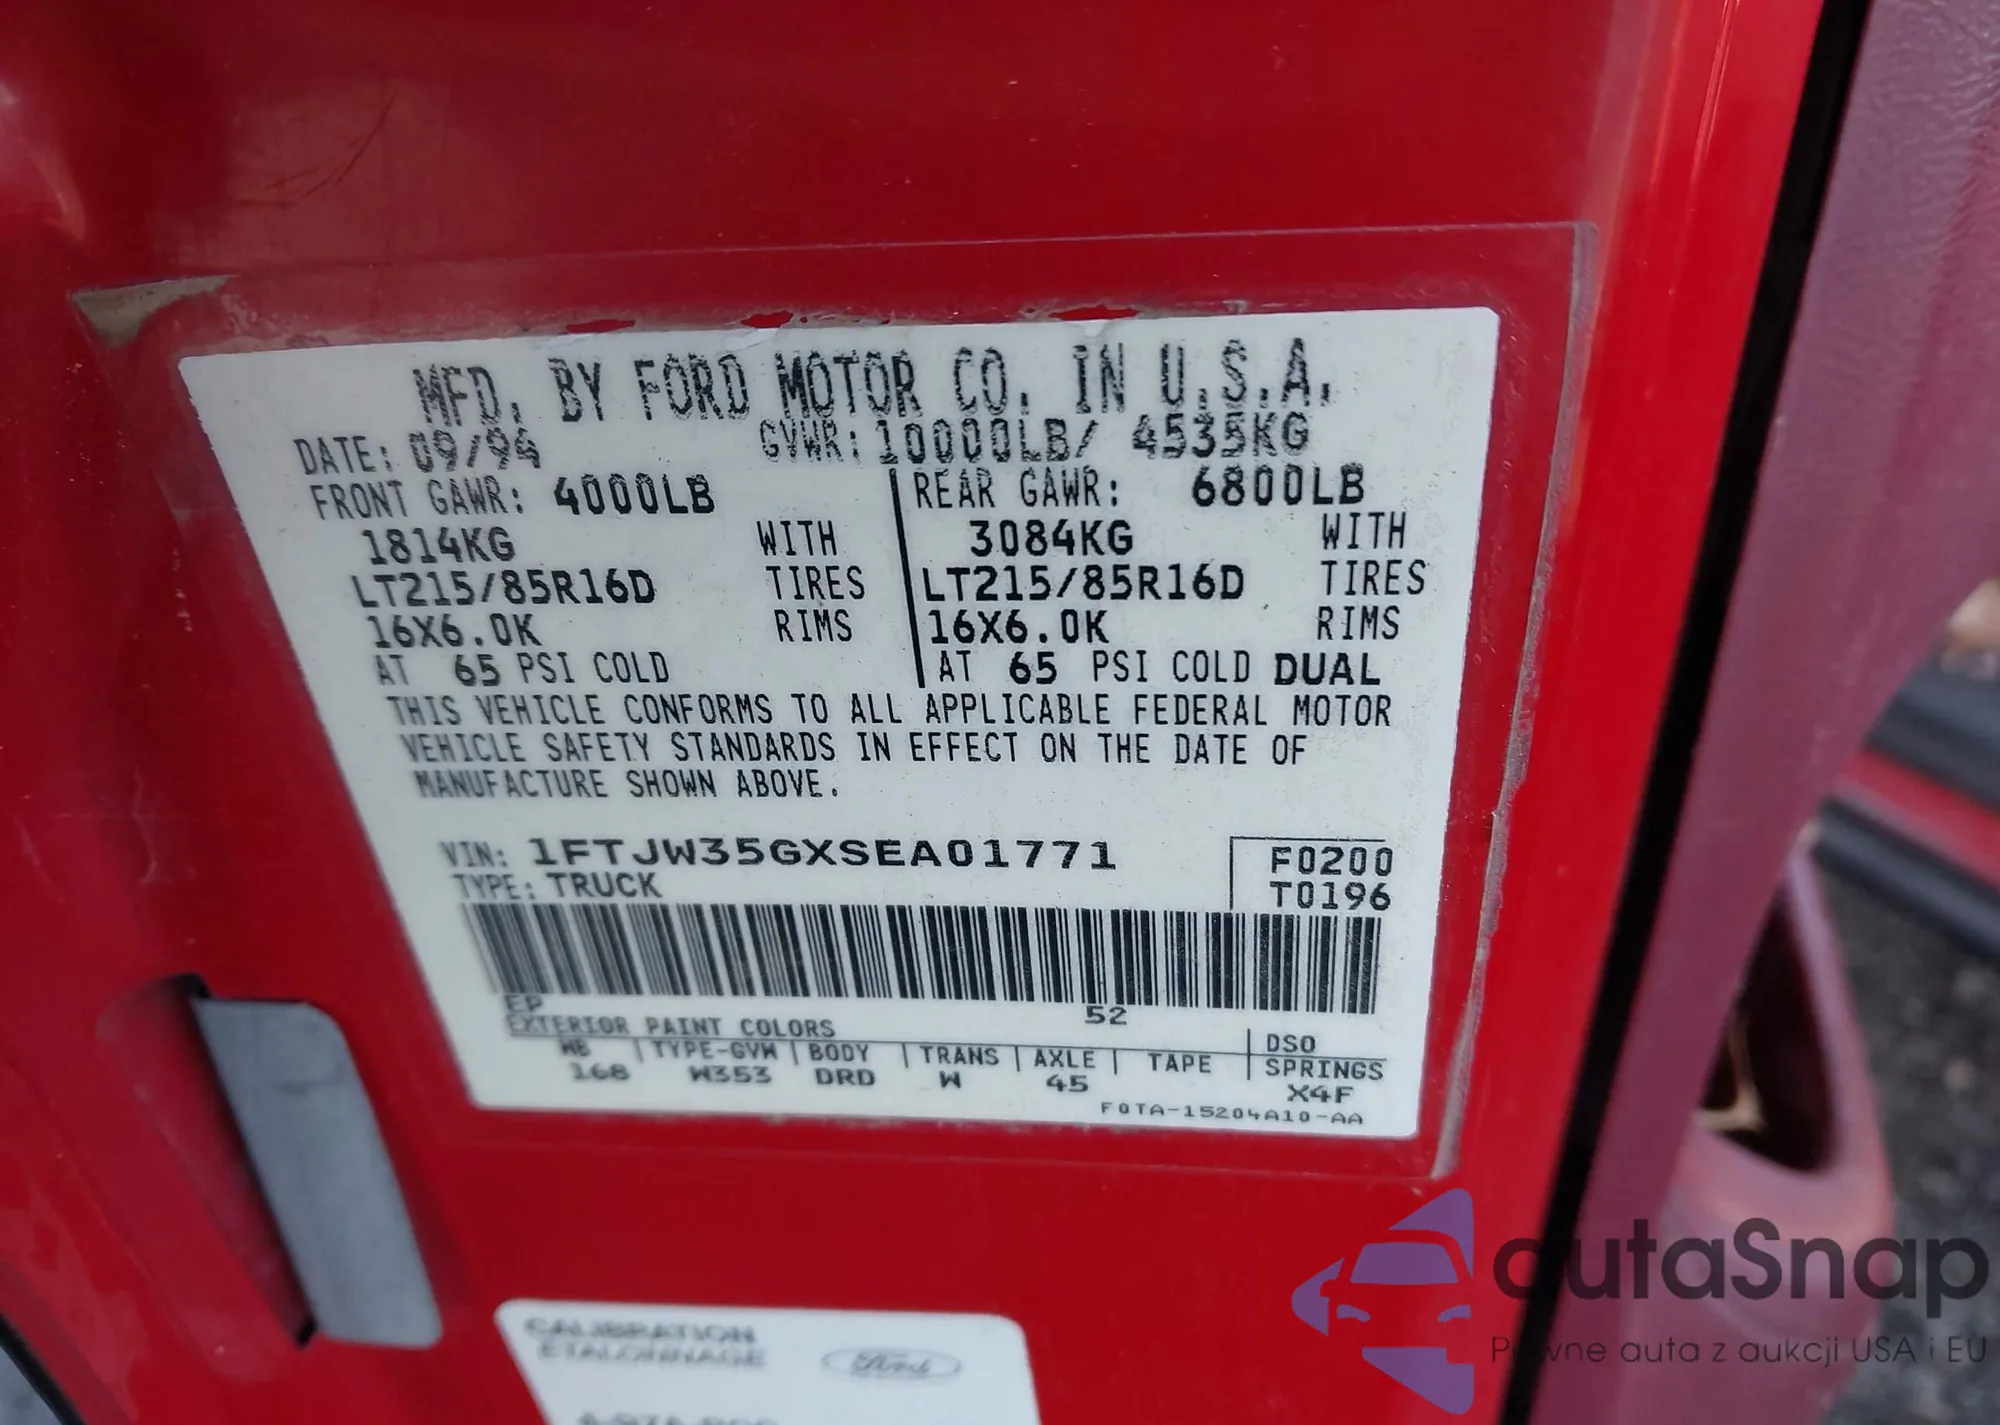 MFD. BY FORD MOTOR CO. IN U.S.A.
DATE: 09/94 GVWR: 10000LB/ 4535KG
FRONT GAWR: 4000LB REAR GAWR: 6800LB
1814KG WITH 3084KG WITH
LT215/85R16D TIRES LT215/85R16D TIRES
16X6.0K RIMS 16X6.0K RIMS
AT 65 PSI COLD AT 65 PSI COLD DUAL
THIS VEHICLE CONFORMS TO ALL APPLICABLE FEDERAL MOTOR
VEHICLE SAFETY STANDARDS IN EFFECT ON THE DATE OF
MANUFACTURE SHOWN ABOVE.
VIN: 1FTJW35GXSEA01771 F0200
TYPE: TRUCK T0196
EP 52
EXTERIOR PAINT COLORS DSO
WB TYPE-GVW BODY TRANS AXLE TAPE SPRINGS
168 W353 DRD W 45 X4F
F0TA-15204A10-AA
CALIBRATION
ETALONNAGE
Ford
autaSnap
Pewne auta z aukcji USA i EU